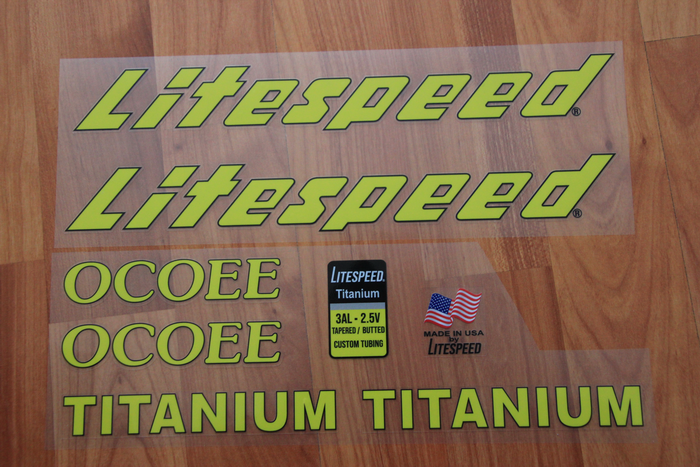 Litespeed®
Litespeed®
OCOEE
OCOEE
LITESPEED®
Titanium
3AL - 2.5V
TAPERED / BUTTED
CUSTOM TUBING
MADE IN USA
by
LITESPEED
TITANIUM TITANIUM